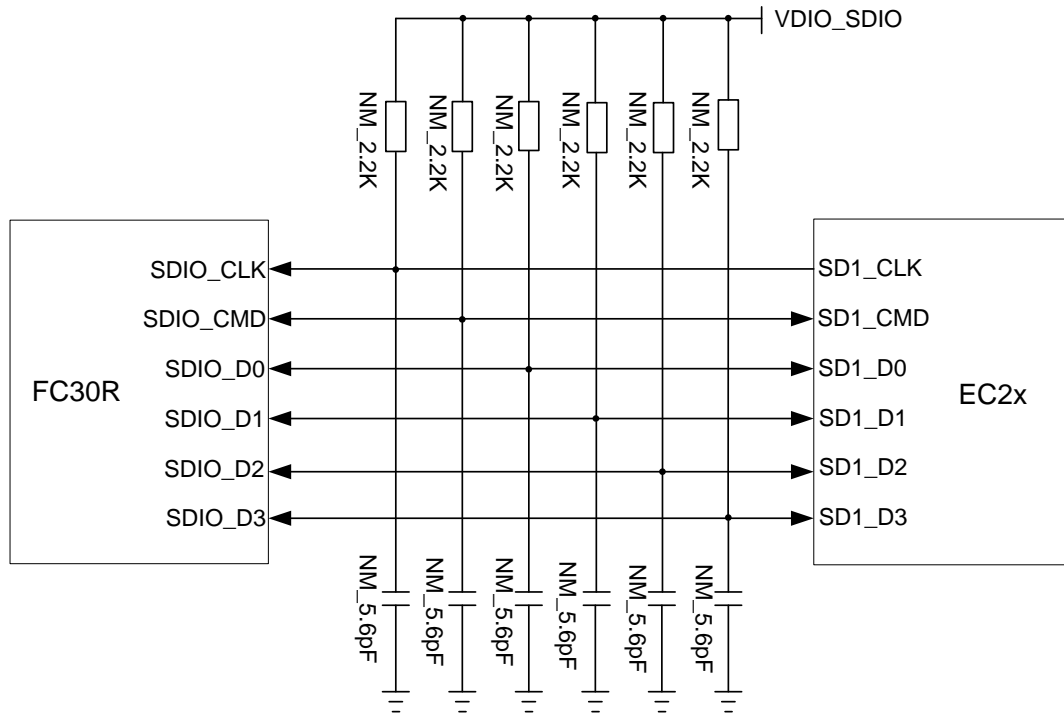 VDIO_SDIO
NM_2.2K
NM_2.2K
NM_2.2K
NM_2.2K
NM_2.2K
NM_2.2K
FC30R
SDIO_CLK
SDIO_CMD
SDIO_D0
SDIO_D1
SDIO_D2
SDIO_D3
SD1_CLK
SD1_CMD
SD1_D0
SD1_D1
SD1_D2
SD1_D3
EC2x
NM_5.6pF
NM_5.6pF
NM_5.6pF
NM_5.6pF
NM_5.6pF
NM_5.6pF